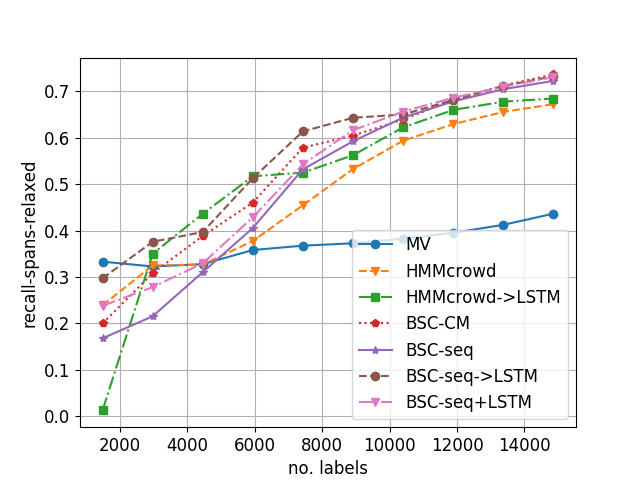 0.7
0.6
0.5
0.4
0.3
0.2
0.1
0.0
recall-spans-relaxed
MV
HMMcrowd
HMMcrowd->LSTM
BSC-CM
BSC-seq
BSC-seq->LSTM
BSC-seq+LSTM
2000 4000 6000 8000 10000 12000 14000
no. labels